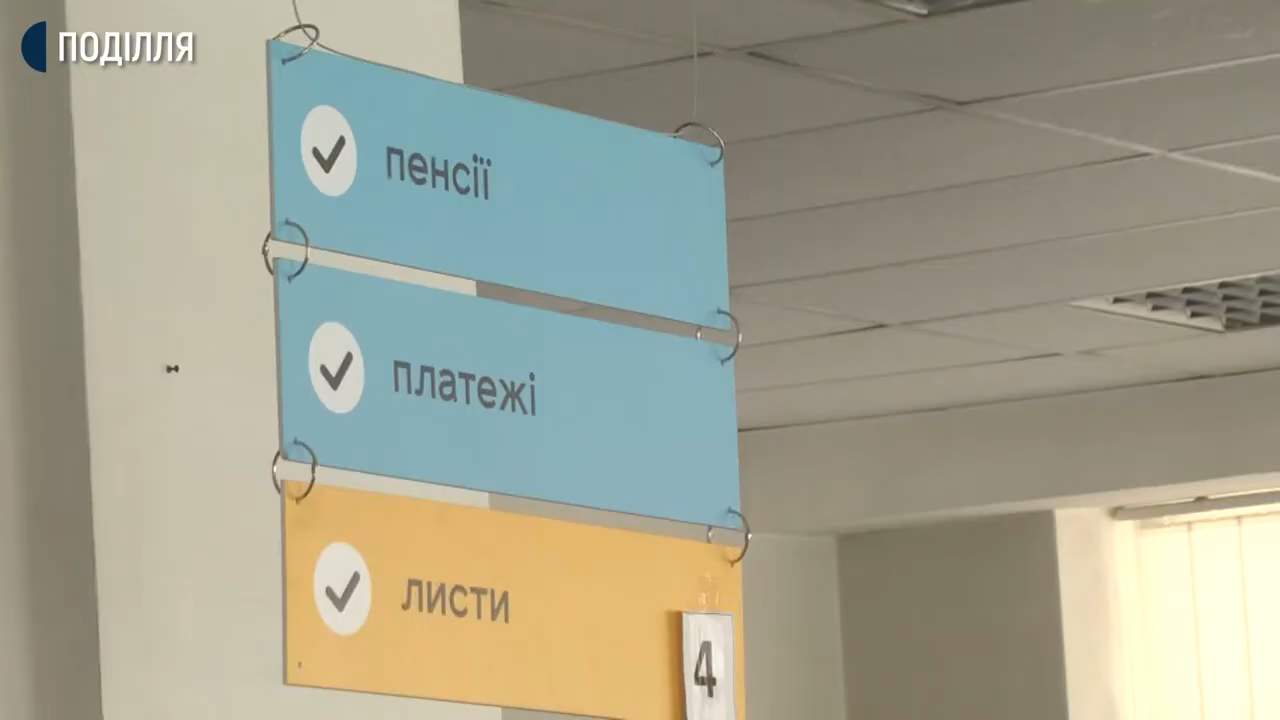 ПОДІЛЛЯ
пенсії
платежі
листи
4